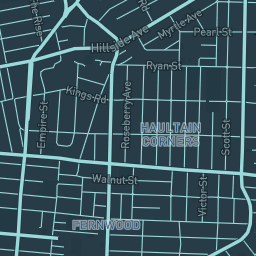 Myrtle Ave
Pearl St
Hillside Ave
Ryan St
Kings Rd
Roseberry Ave
Empire St
HAULTAIN
CORNERS
Scott St
Walnut St
Victor St
FERNWOOD